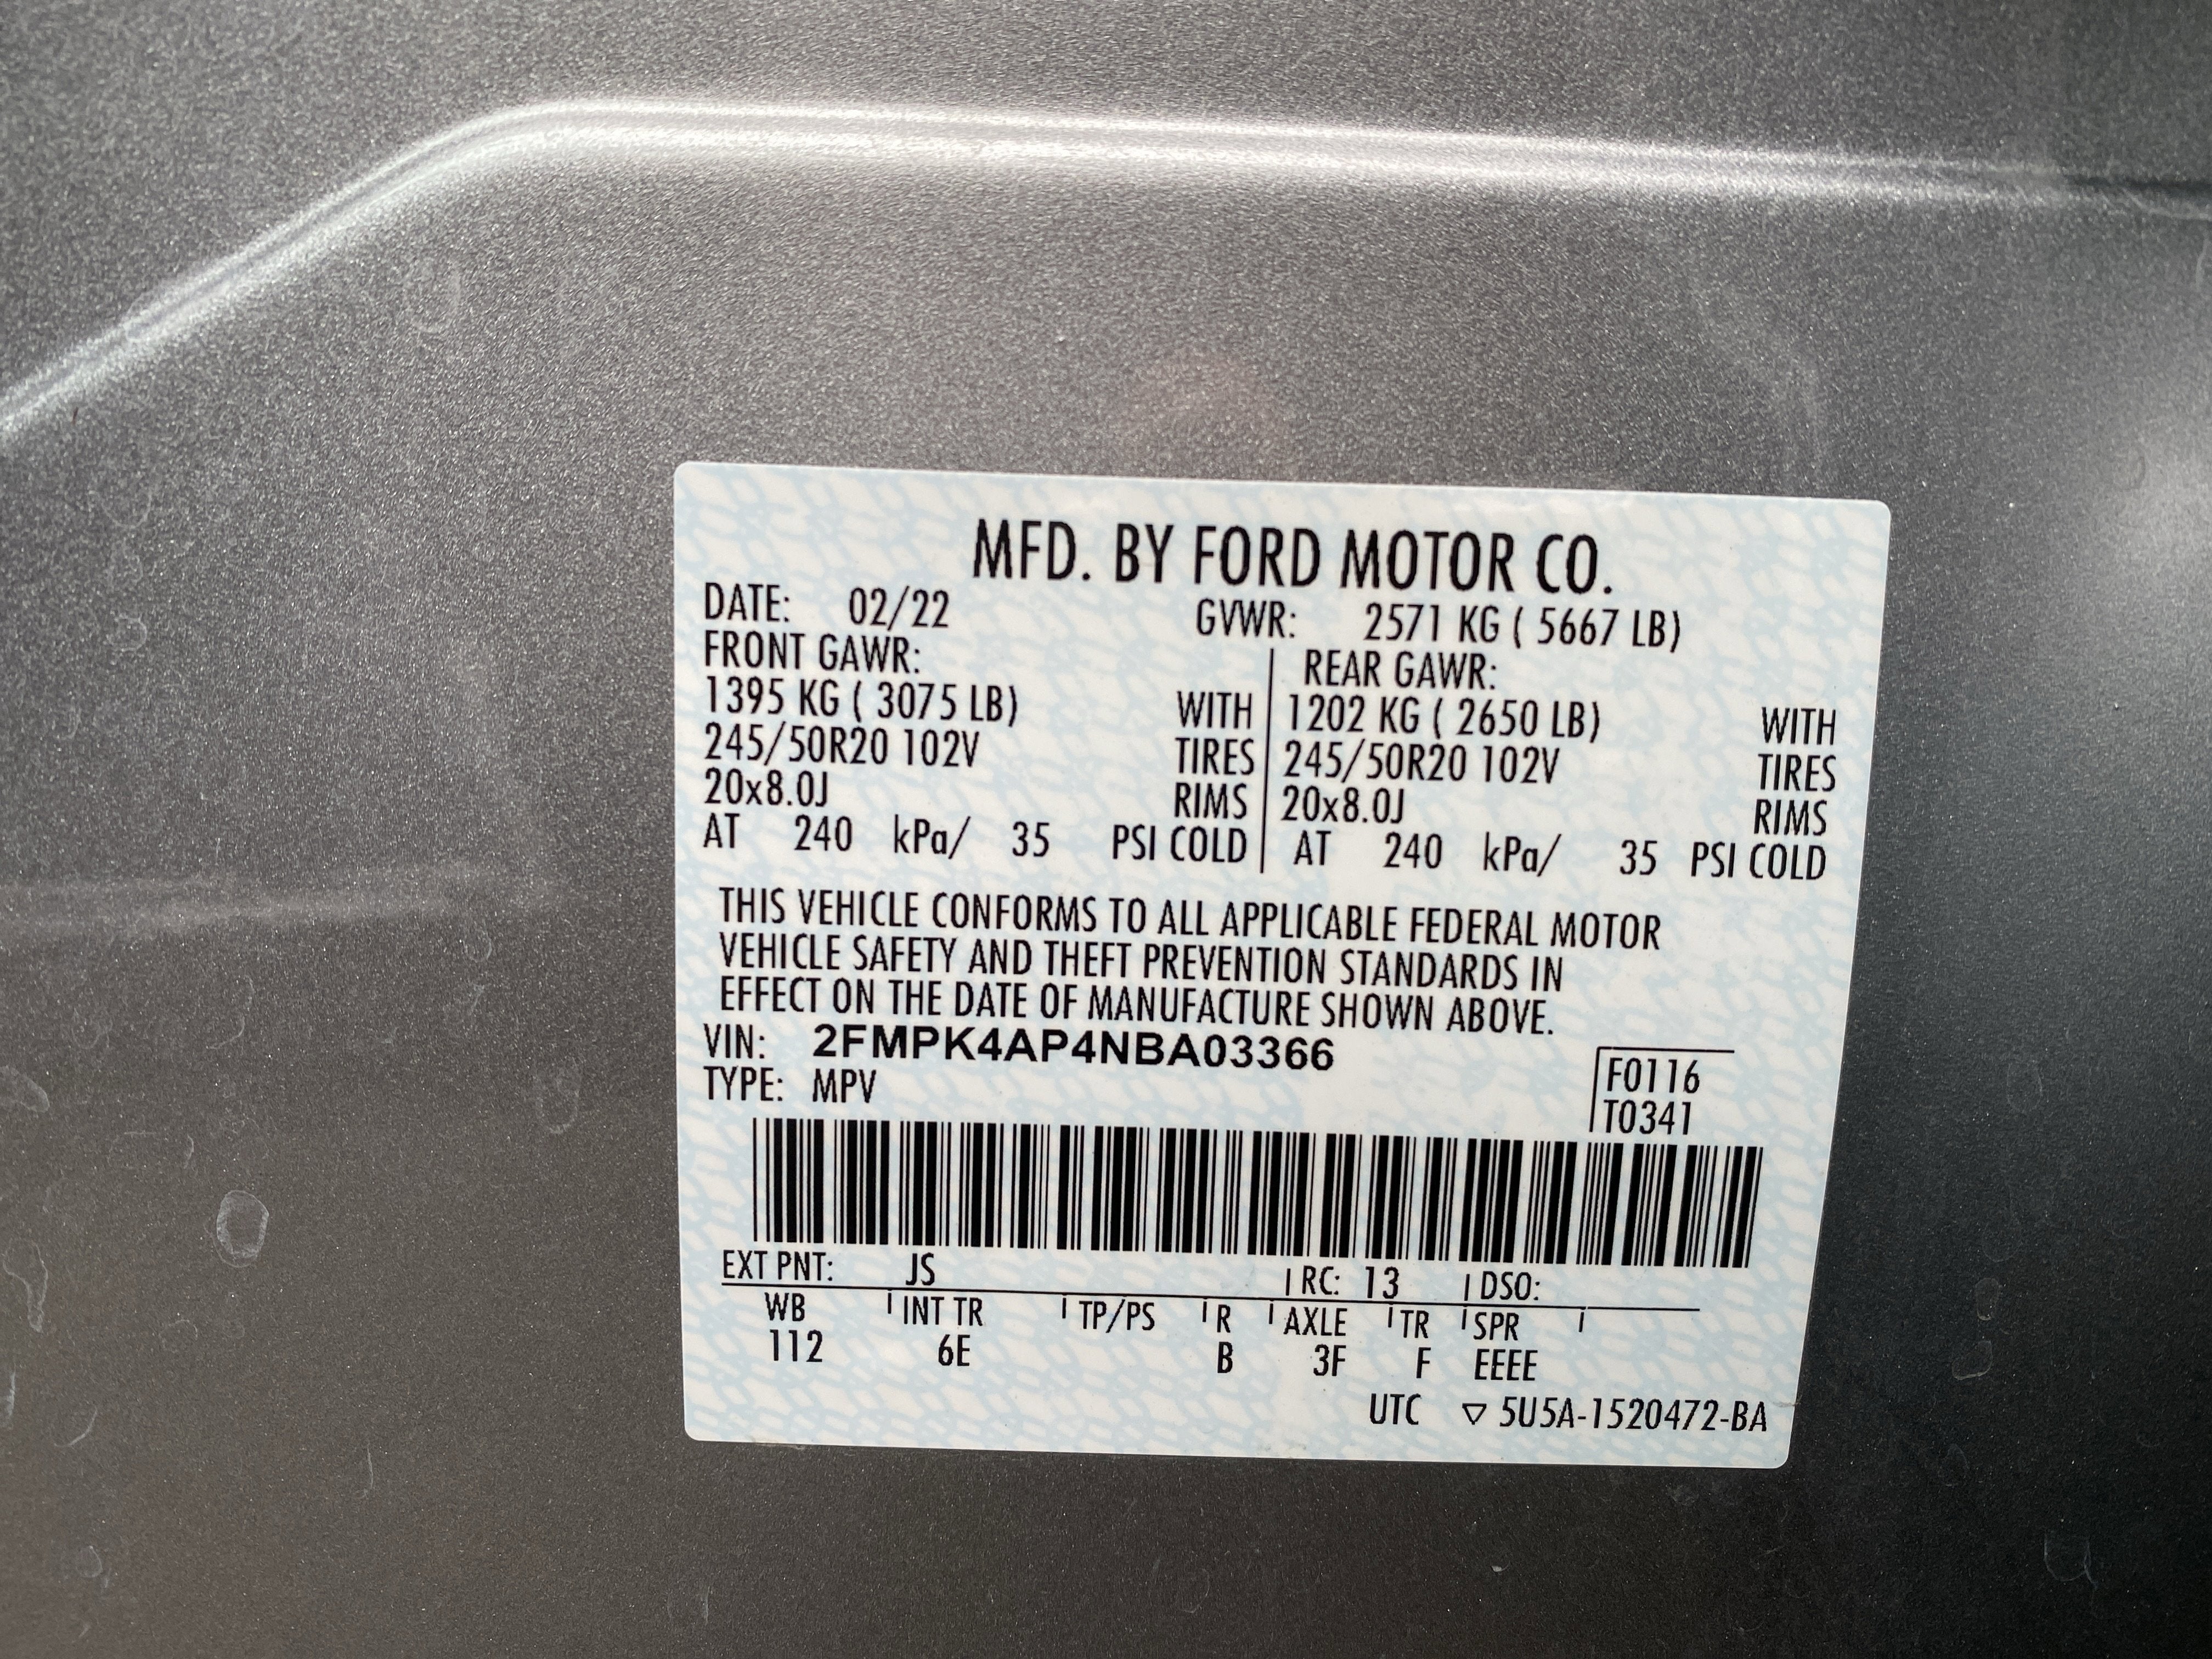 MFD. BY FORD MOTOR CO.
DATE: 02/22 GVWR: 2571 KG ( 5667 LB)
FRONT GAWR: REAR GAWR:
1395 KG ( 3075 LB) WITH 1202 KG ( 2650 LB) WITH
245/50R20 102V TIRES 245/50R20 102V TIRES
20x8.0J RIMS 20x8.0J RIMS
AT 240 kPa/ 35 PSI COLD AT 240 kPa/ 35 PSI COLD
THIS VEHICLE CONFORMS TO ALL APPLICABLE FEDERAL MOTOR
VEHICLE SAFETY AND THEFT PREVENTION STANDARDS IN
EFFECT ON THE DATE OF MANUFACTURE SHOWN ABOVE.
VIN: 2FMPK4AP4NBA03366
TYPE: MPV
F0116
T0341
EXT PNT: JS RC: 13 DSO:
WB INT TR TP/PS R AXLE TR SPR
112 6E B 3F F EEEE
UTC ▽ 5U5A-1520472-BA